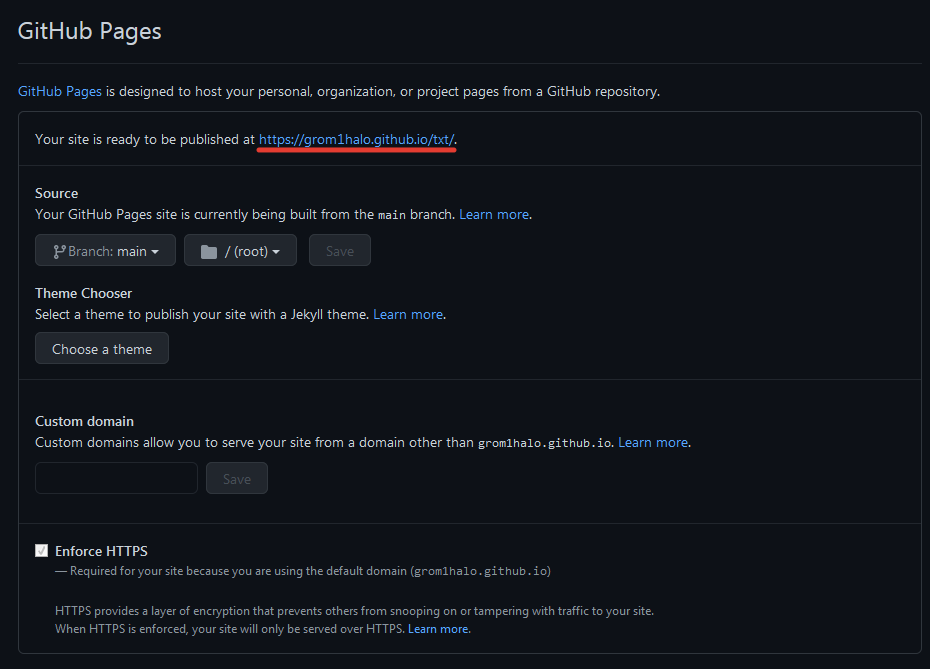 GitHub Pages
GitHub Pages is designed to host your personal, organization, or project pages from a GitHub repository.
Your site is ready to be published at https://grom1halo.github.io/txt/.
Source
Your GitHub Pages site is currently being built from the main branch. Learn more.
Branch: main / (root) Save
Theme Chooser
Select a theme to publish your site with a Jekyll theme. Learn more.
Choose a theme
Custom domain
Custom domains allow you to serve your site from a domain other than grom1halo.github.io. Learn more.
Save
Enforce HTTPS
— Required for your site because you are using the default domain (grom1halo.github.io)
HTTPS provides a layer of encryption that prevents others from snooping on or tampering with traffic to your site.
When HTTPS is enforced, your site will only be served over HTTPS. Learn more.